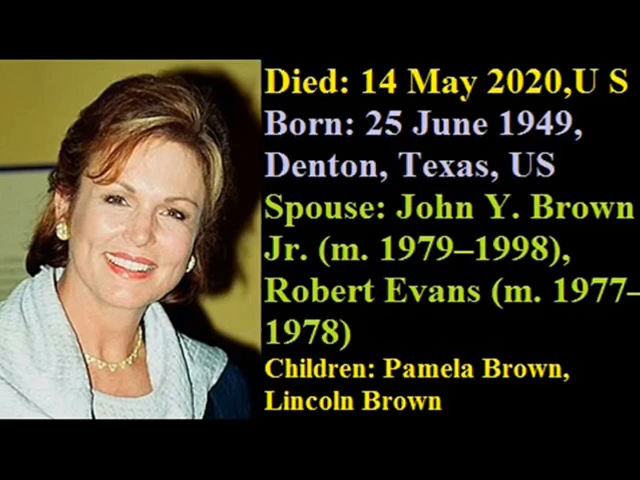 Died: 14 May 2020,U S
Born: 25 June 1949,
Denton, Texas, US
Spouse: John Y. Brown
Jr. (m. 1979–1998),
Robert Evans (m. 1977–
1978)
Children: Pamela Brown,
Lincoln Brown